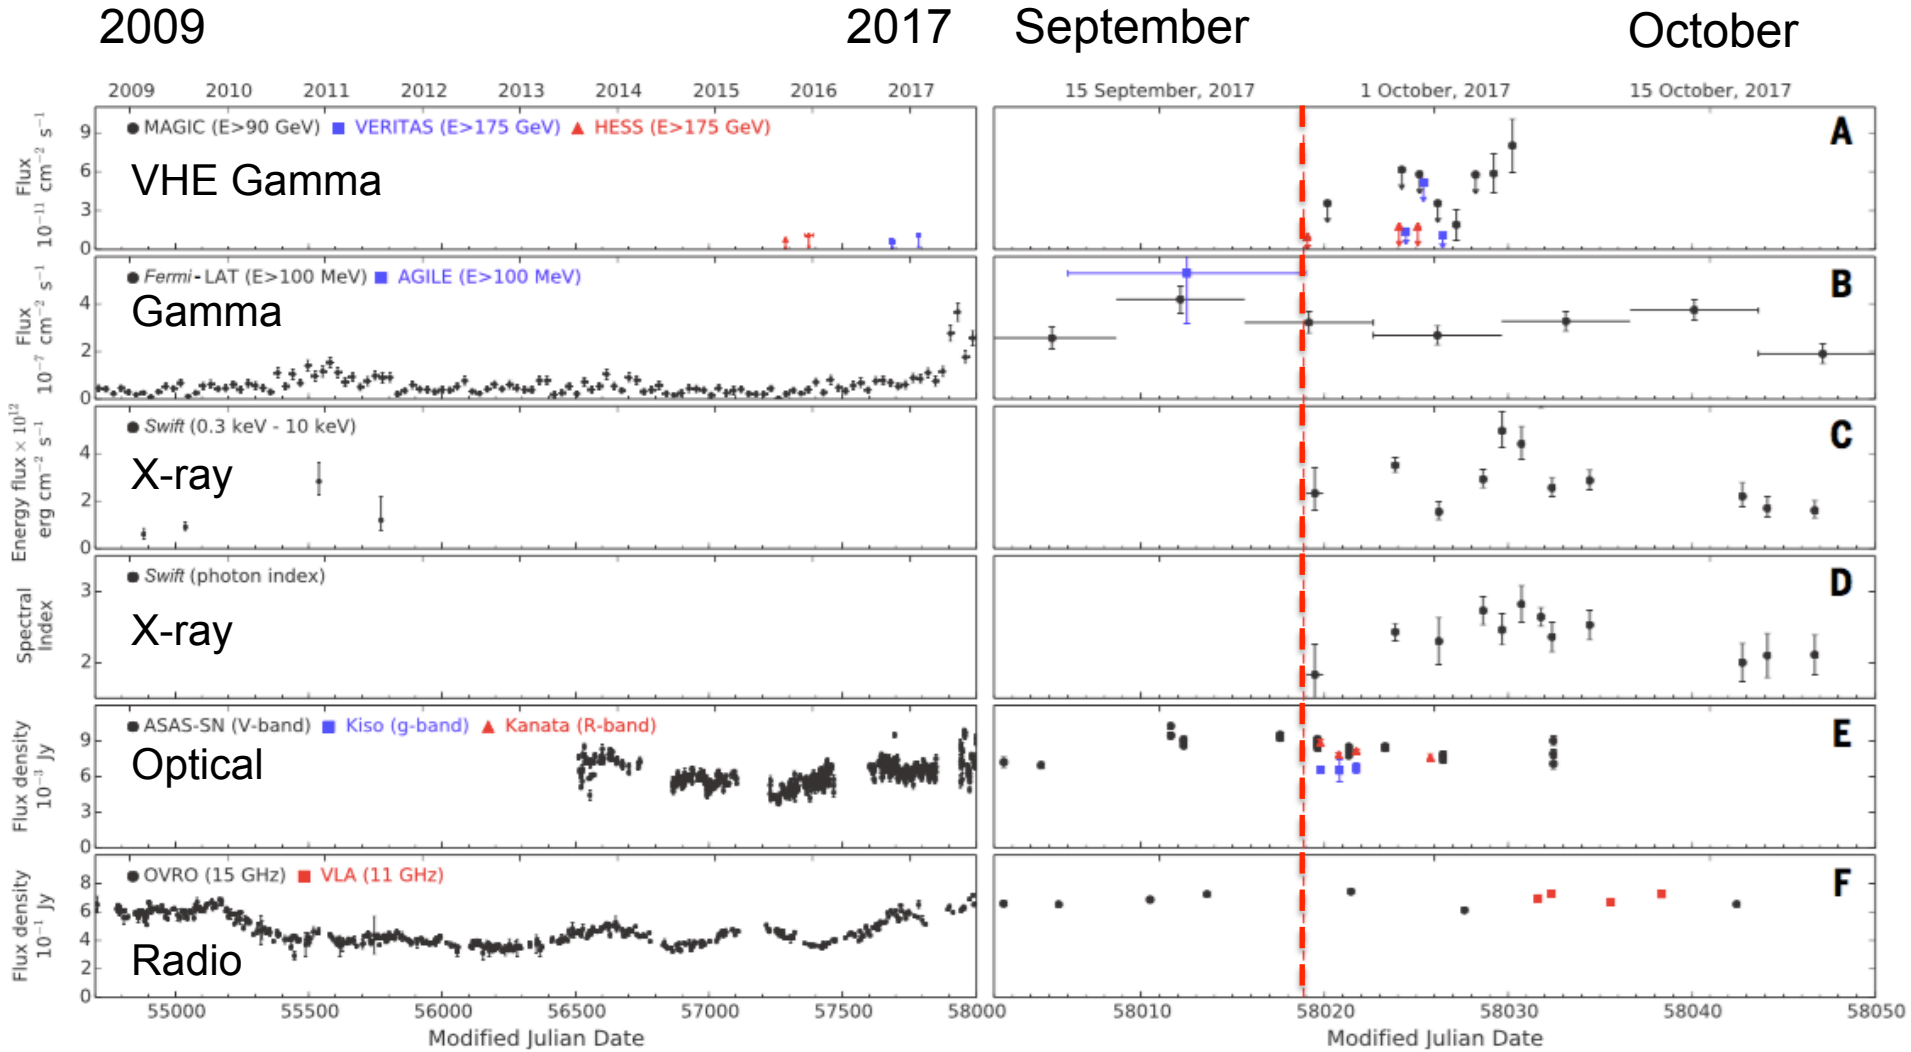 2009 2017 September October
2009 2010 2011 2012 2013 2014 2015 2016 2017 15 September, 2017 1 October, 2017 15 October, 2017
Flux
10⁻¹¹ cm⁻² s⁻¹
9
6
3
0
MAGIC (E>90 GeV) VERITAS (E>175 GeV) HESS (E>175 GeV)
VHE Gamma
A
Flux
10⁻⁷ cm⁻² s⁻¹
4
2
0
Fermi-LAT (E>100 MeV) AGILE (E>100 MeV)
Gamma
B
Energy flux × 10¹²
erg cm⁻² s⁻¹
4
2
0
Swift (0.3 keV - 10 keV)
X-ray
C
Spectral
Index
3
2
Swift (photon index)
X-ray
D
Flux density
10⁻³ Jy
9
6
3
0
ASAS-SN (V-band) Kiso (g-band) Kanata (R-band)
Optical
E
Flux density
10⁻¹ Jy
8
6
4
2
0
OVRO (15 GHz) VLA (11 GHz)
Radio
F
55000 55500 56000 56500 57000 57500 58000 58010 58020 58030 58040 58050
Modified Julian Date Modified Julian Date